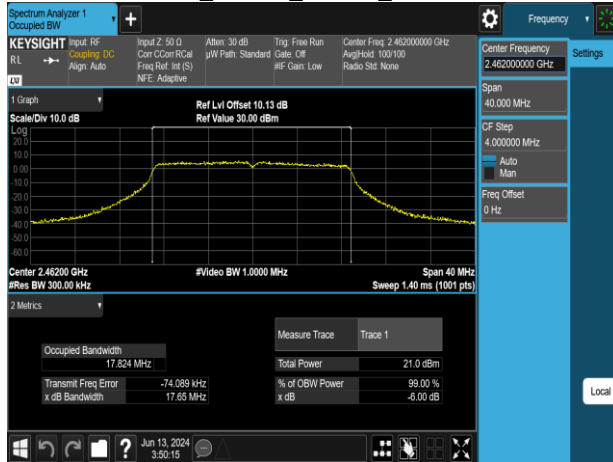 Spectrum Analyzer 1
Occupied BW
+
Frequency
KEYSIGHT
RL
LXI
Input: RF
Coupling: DC
Align: Auto
Input Z: 50 Ω
Corr CCorr RCal
Freq Ref: Int (S)
NFE: Adaptive
Atten: 30 dB
µW Path: Standard
Trig: Free Run
Gate: Off
#IF Gain: Low
Center Freq: 2.462000000 GHz
Avg|Hold: 100/100
Radio Std: None
Center Frequency
2.462000000 GHz
Settings
Span
40.000 MHz
CF Step
4.000000 MHz
Auto
Man
Freq Offset
0 Hz
Local
1 Graph
Scale/Div 10.0 dB
Ref Lvl Offset 10.13 dB
Ref Value 30.00 dBm
Log
20.0
10.0
0.00
-10.0
-20.0
-30.0
-40.0
-50.0
-60.0
Center 2.46200 GHz
#Video BW 1.0000 MHz
Span 40 MHz
#Res BW 300.00 kHz
Sweep 1.40 ms (1001 pts)
2 Metrics
Measure Trace Trace 1
Occupied Bandwidth
17.824 MHz
Total Power 21.0 dBm
Transmit Freq Error -74.089 kHz
% of OBW Power 99.00 %
x dB Bandwidth 17.65 MHz
x dB -6.00 dB
?
Jun 13, 2024
3:50:15